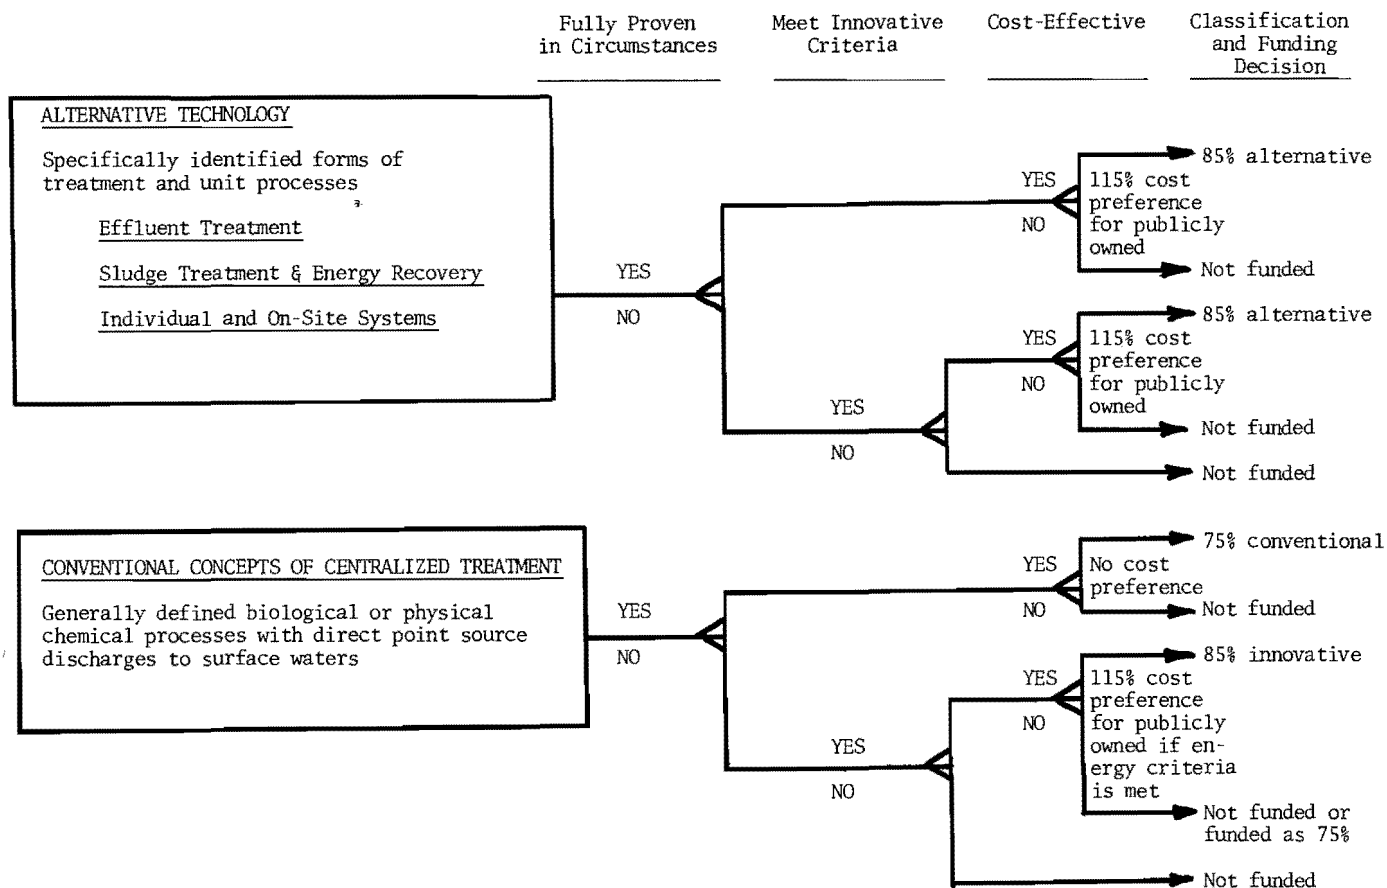 Fully Proven
in Circumstances
Meet Innovative
Criteria
Cost-Effective
Classification
and Funding
Decision
ALTERNATIVE TECHNOLOGY
Specifically identified forms of
treatment and unit processes
Effluent Treatment
Sludge Treatment & Energy Recovery
Individual and On-Site Systems
YES
NO
YES
NO
85% alternative
115% cost
preference
for publicly
owned
Not funded
YES
NO
YES
NO
85% alternative
115% cost
preference
for publicly
owned
Not funded
Not funded
CONVENTIONAL CONCEPTS OF CENTRALIZED TREATMENT
Generally defined biological or physical
chemical processes with direct point source
discharges to surface waters
YES
NO
YES
NO
75% conventional
No cost
preference
Not funded
YES
NO
YES
NO
85% innovative
115% cost
preference
for publicly
owned if en-
ergy criteria
is met
Not funded or
funded as 75%
Not funded